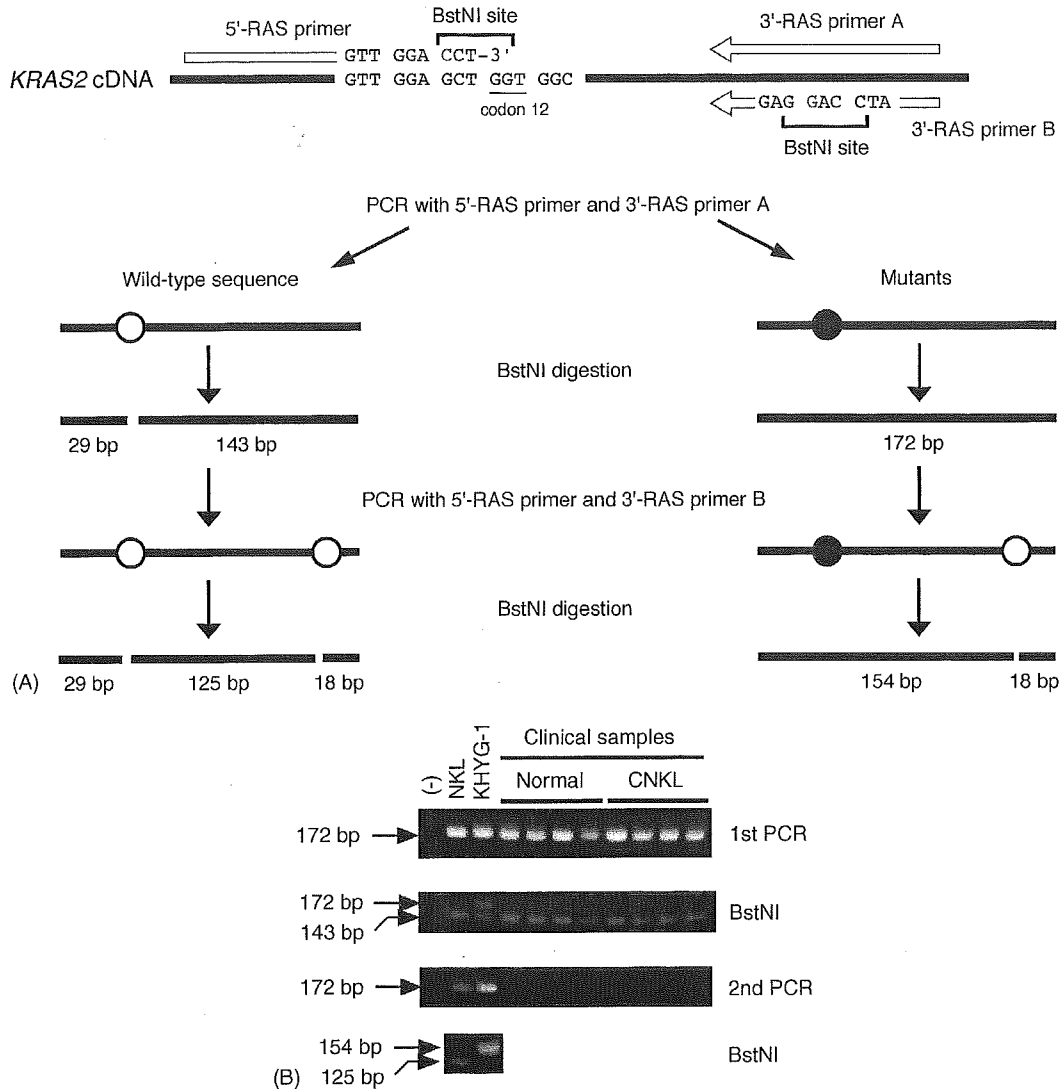 BstNI site
5'-RAS primer
3'-RAS primer A
GTT GGA CCT-3'
KRAS2 cDNA
GTT GGA GCT GGT GGC
codon 12
GAG GAC CTA
3'-RAS primer B
BstNI site
PCR with 5'-RAS primer and 3'-RAS primer A
Wild-type sequence
Mutants
BstNI digestion
29 bp 143 bp
172 bp
PCR with 5'-RAS primer and 3'-RAS primer B
BstNI digestion
(A) 29 bp 125 bp 18 bp
154 bp 18 bp
(-) NKL KHYG-1
Clinical samples
Normal CNKL
172 bp 1st PCR
172 bp
143 bp
BstNI
172 bp 2nd PCR
154 bp
125 bp
BstNI
(B)